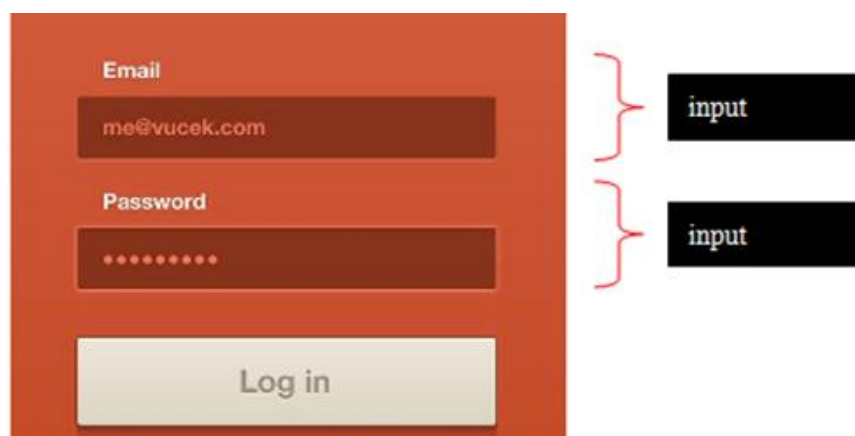 Email
me@vucek.com
input
Password
•••••••••
input
Log in